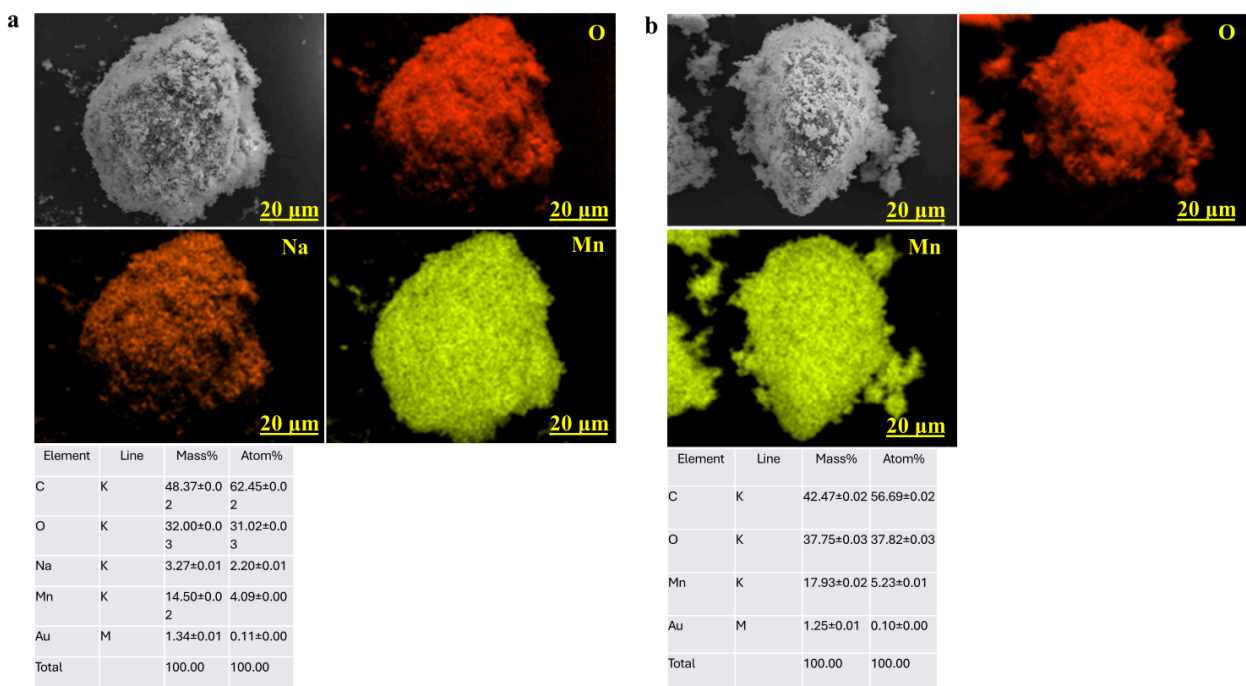 a
O
20 µm
20 µm
Na
Mn
20 µm
20 µm
Element Line Mass% Atom%
C K 48.37±0.0
2 62.45±0.0
2
O K 32.00±0.0
3 31.02±0.0
3
Na K 3.27±0.01 2.20±0.01
Mn K 14.50±0.0
2 4.09±0.00
Au M 1.34±0.01 0.11±0.00
Total 100.00 100.00
b
O
20 µm
20 µm
Mn
20 µm
Element Line Mass% Atom%
C K 42.47±0.02 56.69±0.02
O K 37.75±0.03 37.82±0.03
Mn K 17.93±0.02 5.23±0.01
Au M 1.25±0.01 0.10±0.00
Total 100.00 100.00